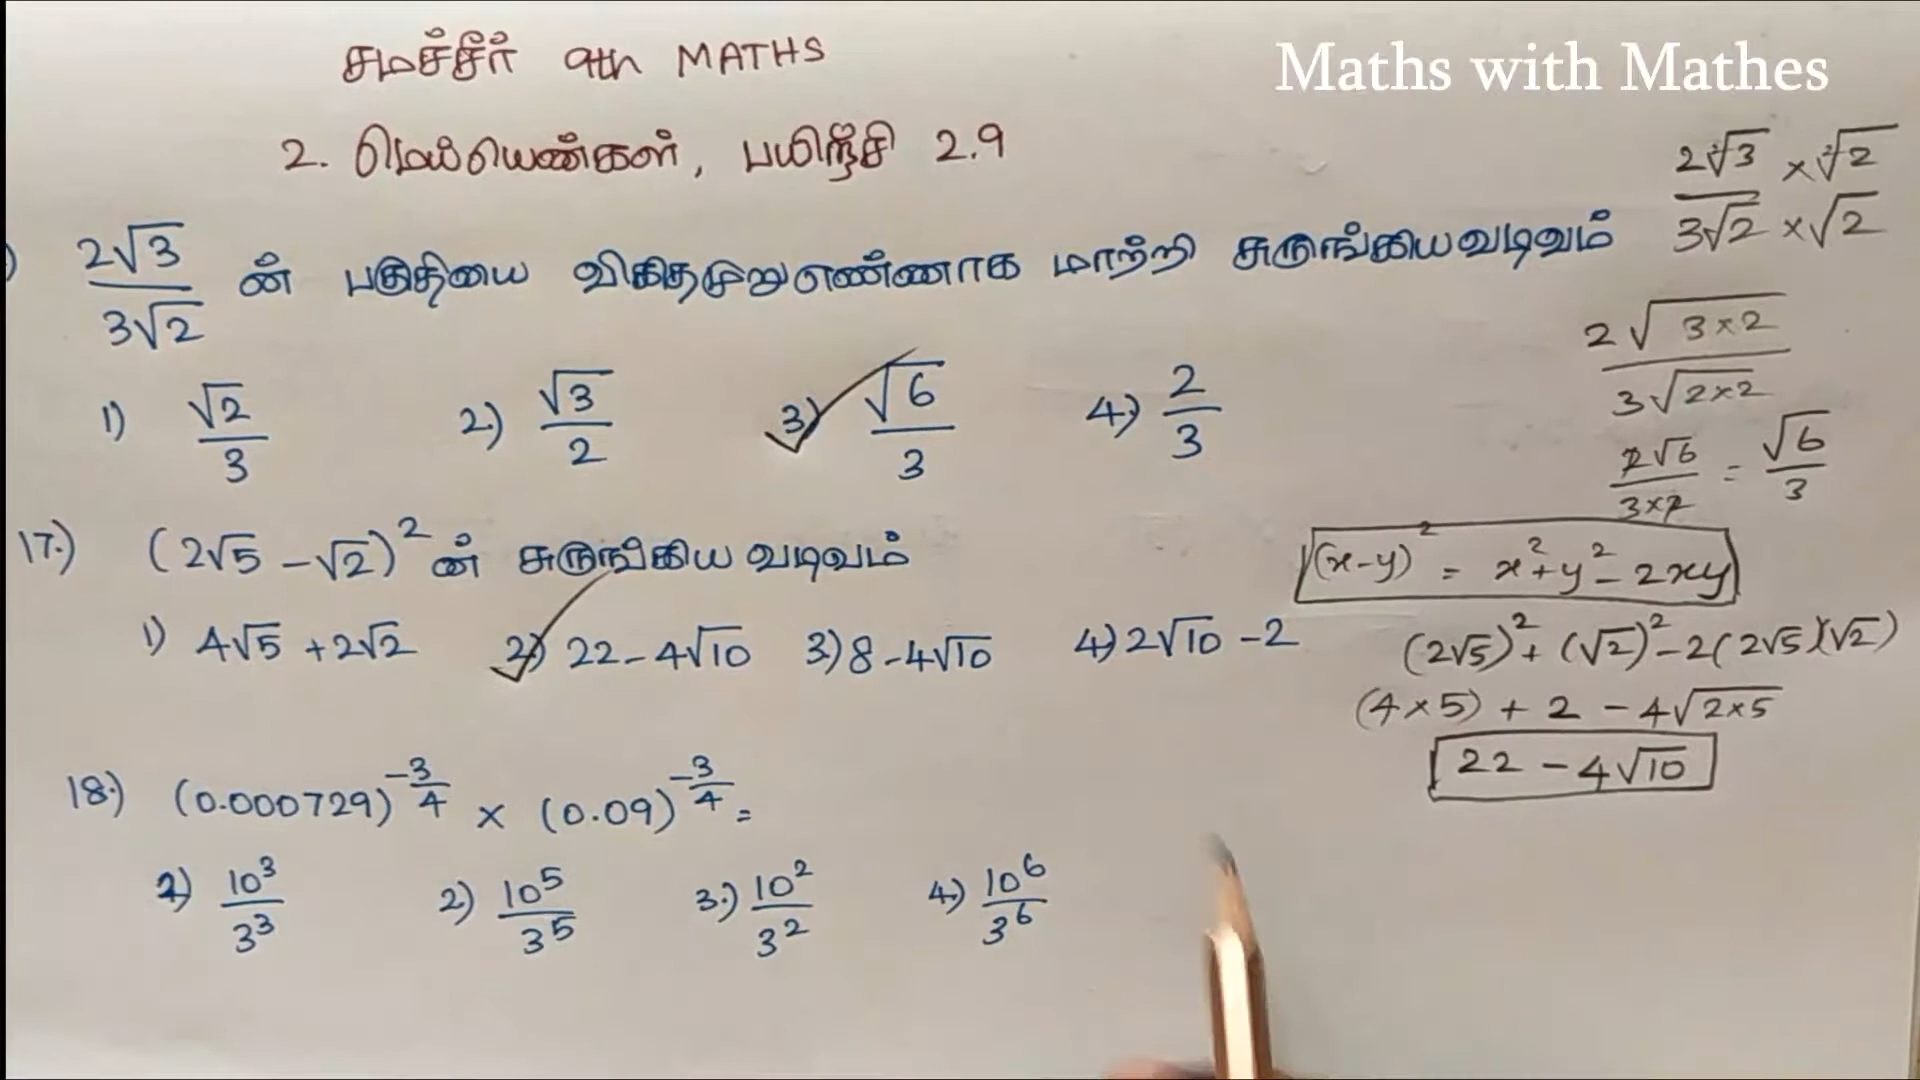 சமச்சீர் 9th MATHS
Maths with Mathes
2. மெய்யெண்கள், பயிற்சி 2.9
) 2√3/3√2 ன் பகுதியை விகிதமுறுஎண்ணாக மாற்றி சுருங்கியவடிவம்
1) √2/3 2.) √3/2 3) √6/3 4.) 2/3
2√3/3√2 × √2/√2
2√3×2 / 3√2×2
2√6/3×2 = √6/3
17.) (2√5 - √2)² ன் சுருங்கிய வடிவம்
1) 4√5 + 2√2 2) 22 - 4√10 3) 8 - 4√10 4) 2√10 - 2
(x-y)² = x² + y² - 2xy
(2√5)² + (√2)² - 2(2√5)(√2)
(4×5) + 2 - 4√2×5
22 - 4√10
18.) (0.000729)^-3/4 × (0.09)^-3/4 =
1) 10³/3³ 2) 10⁵/3⁵ 3.) 10²/3² 4.) 10⁶/3⁶